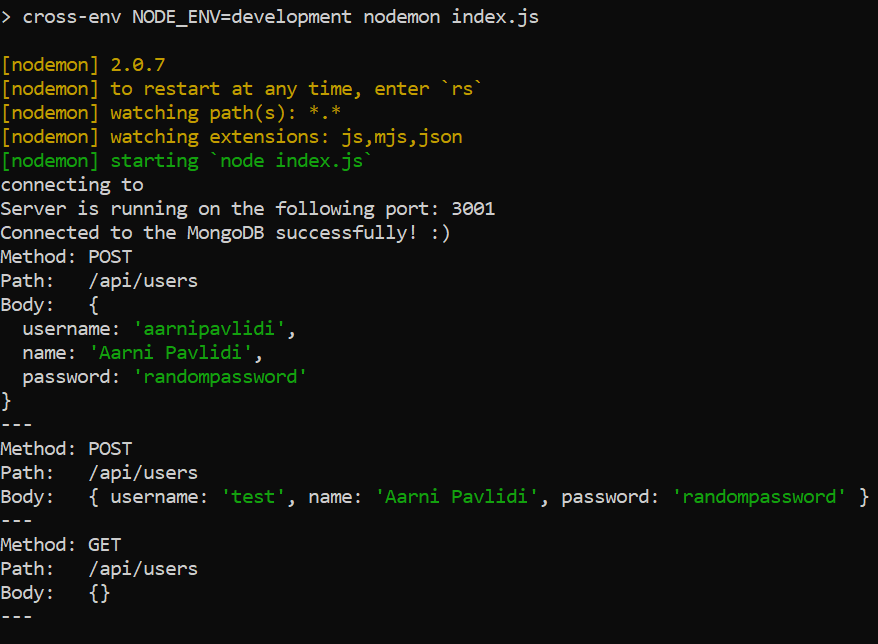 > cross-env NODE_ENV=development nodemon index.js
[nodemon] 2.0.7
[nodemon] to restart at any time, enter `rs`
[nodemon] watching path(s): *.*
[nodemon] watching extensions: js,mjs,json
[nodemon] starting `node index.js`
connecting to
Server is running on the following port: 3001
Connected to the MongoDB successfully! :)
Method: POST
Path:   /api/users
Body:   {
  username: 'aarnipavlidi',
  name: 'Aarni Pavlidi',
  password: 'randompassword'
}
---
Method: POST
Path:   /api/users
Body:   { username: 'test', name: 'Aarni Pavlidi', password: 'randompassword' }
---
Method: GET
Path:   /api/users
Body:   {}
---